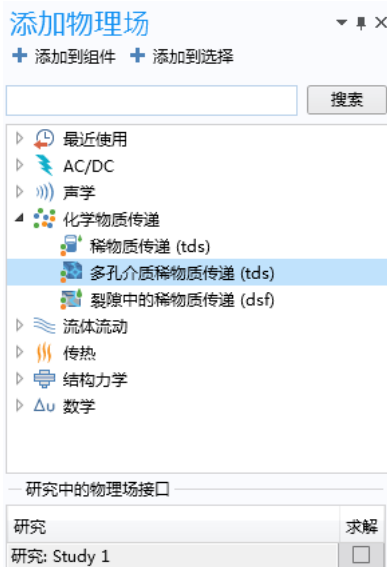 添加物理场
添加到组件 添加到选择
搜索
最近使用
AC/DC
声学
化学物质传递
稀物质传递 (tds)
多孔介质稀物质传递 (tds)
裂隙中的稀物质传递 (dsf)
流体流动
传热
结构力学
Δu 数学
研究中的物理场接口
研究 求解
研究: Study 1